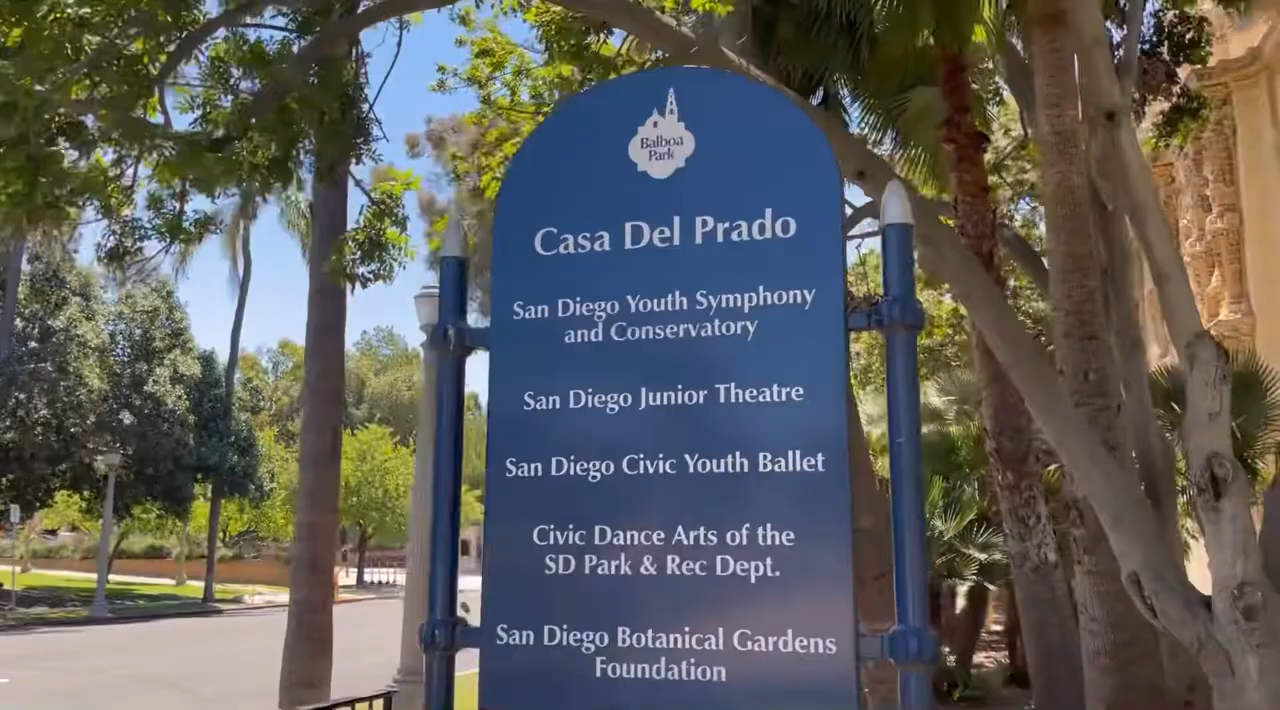 Balboa
Park
Casa Del Prado
San Diego Youth Symphony
and Conservatory
San Diego Junior Theatre
San Diego Civic Youth Ballet
Civic Dance Arts of the
SD Park & Rec Dept.
San Diego Botanical Gardens
Foundation